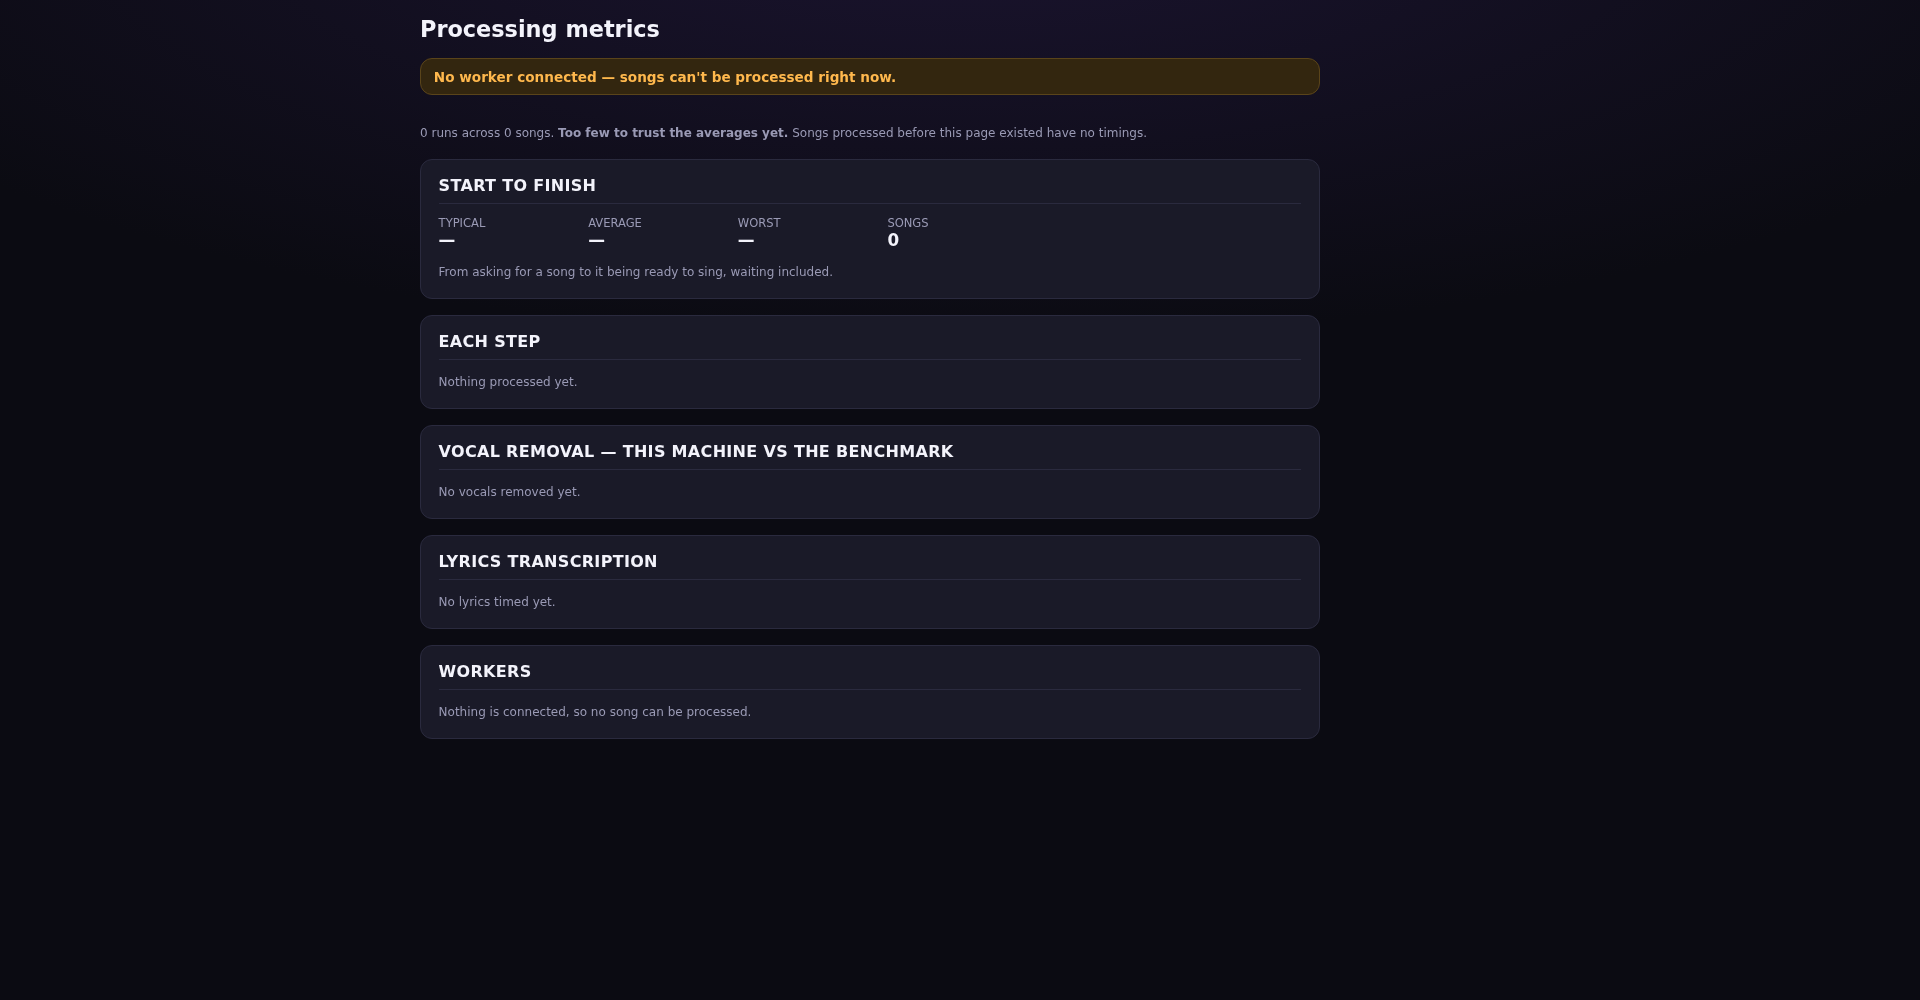 Processing metrics
No worker connected — songs can't be processed right now.
0 runs across 0 songs. Too few to trust the averages yet. Songs processed before this page existed have no timings.
START TO FINISH
TYPICAL AVERAGE WORST SONGS
— — — 0
From asking for a song to it being ready to sing, waiting included.
EACH STEP
Nothing processed yet.
VOCAL REMOVAL — THIS MACHINE VS THE BENCHMARK
No vocals removed yet.
LYRICS TRANSCRIPTION
No lyrics timed yet.
WORKERS
Nothing is connected, so no song can be processed.